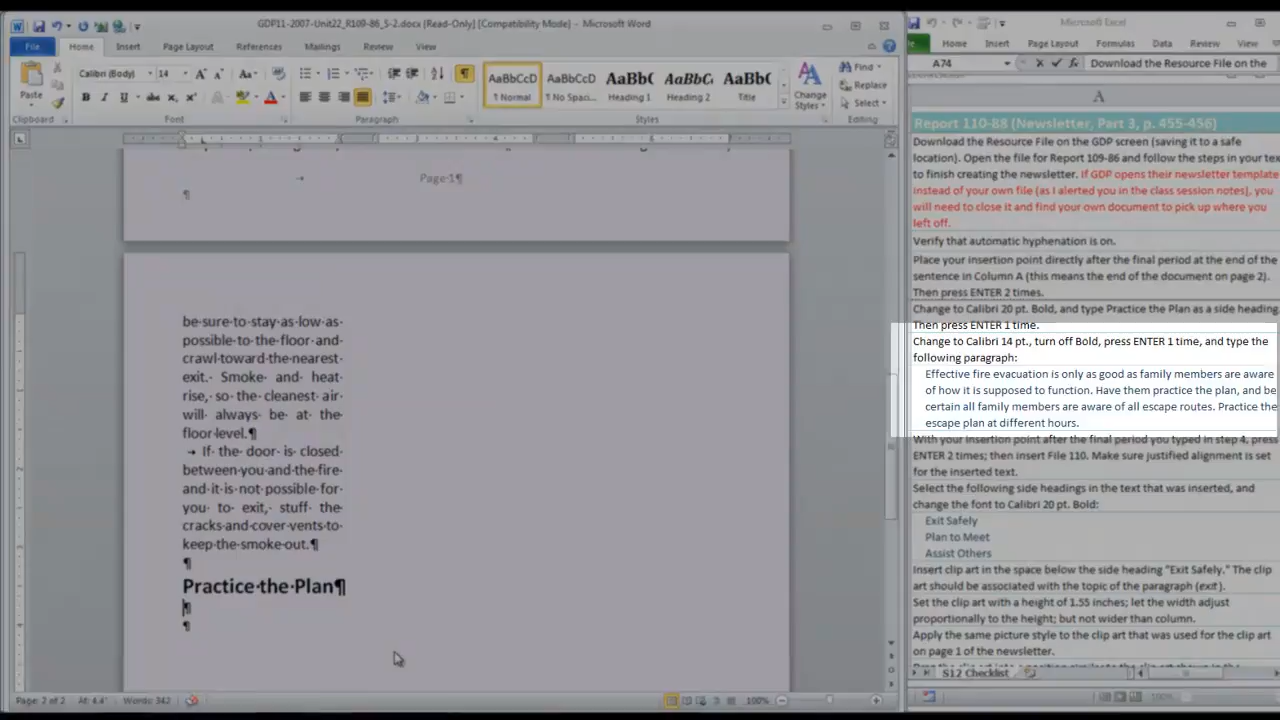 GDP11-2007-Unit22_R109-86_S-2.docx [Read-Only] [Compatibility Mode] - Microsoft Word
File Home Insert Page Layout References Mailings Review View
Calibri (Body) 14
Paste
B I U abc x₂ x² A
AaBbCcD AaBbCcD AaBb( AaBbC AaBb(
¶ Normal ¶ No Spaci... Heading 1 Heading 2 Title
Change Styles
Find
Replace
Select
Clipboard Font Paragraph Styles Editing
Page·1¶
¶
be·sure·to·stay·as·low·as·
possible·to·the·floor·and·
crawl·toward·the·nearest·
exit.· Smoke· and· heat·
rise,· so· the· cleanest· air·
will· always· be· at· the·
floor·level.¶
→ If· the· door· is· closed·
between·you·and·the·fire·
and·it·is·not·possible·for·
you· to· exit,· stuff· the·
cracks·and·cover·vents·to·
keep·the·smoke·out.¶
¶
Practice·the·Plan¶
¶
¶
Page: 2 of 2 At: 4.4" Words: 342 100%
Microsoft Excel
Home Insert Page Layout Formulas Data Review View
A74 fx Download the Resource File on the
A
Report 110-88 (Newsletter, Part 3, p. 455-456)
Download the Resource File on the GDP screen (saving it to a safe
location). Open the file for Report 109-86 and follow the steps in your tex
to finish creating the newsletter. If GDP opens their newsletter template
instead of your own file (as I alerted you in the class session notes), you
will need to close it and find your own document to pick up where you
left off.
Verify that automatic hyphenation is on.
Place your insertion point directly after the final period at the end of the
sentence in Column A (this means the end of the document on page 2).
Then press ENTER 2 times.
Change to Calibri 20 pt. Bold, and type Practice the Plan as a side heading.
Then press ENTER 1 time.
Change to Calibri 14 pt., turn off Bold, press ENTER 1 time, and type the
following paragraph:
Effective fire evacuation is only as good as family members are aware
of how it is supposed to function. Have them practice the plan, and be
certain all family members are aware of all escape routes. Practice the
escape plan at different hours.
With your insertion point after the final period you typed in step 4, press
ENTER 2 times; then insert File 110. Make sure justified alignment is set
for the inserted text.
Select the following side headings in the text that was inserted, and
change the font to Calibri 20 pt. Bold:
Exit Safely
Plan to Meet
Assist Others
Insert clip art in the space below the side heading "Exit Safely." The clip
art should be associated with the topic of the paragraph (exit).
Set the clip art with a height of 1.55 inches; let the width adjust
proportionally to the height; but not wider than column.
Apply the same picture style to the clip art that was used for the clip art
on page 1 of the newsletter.
S12 Checklist
100%